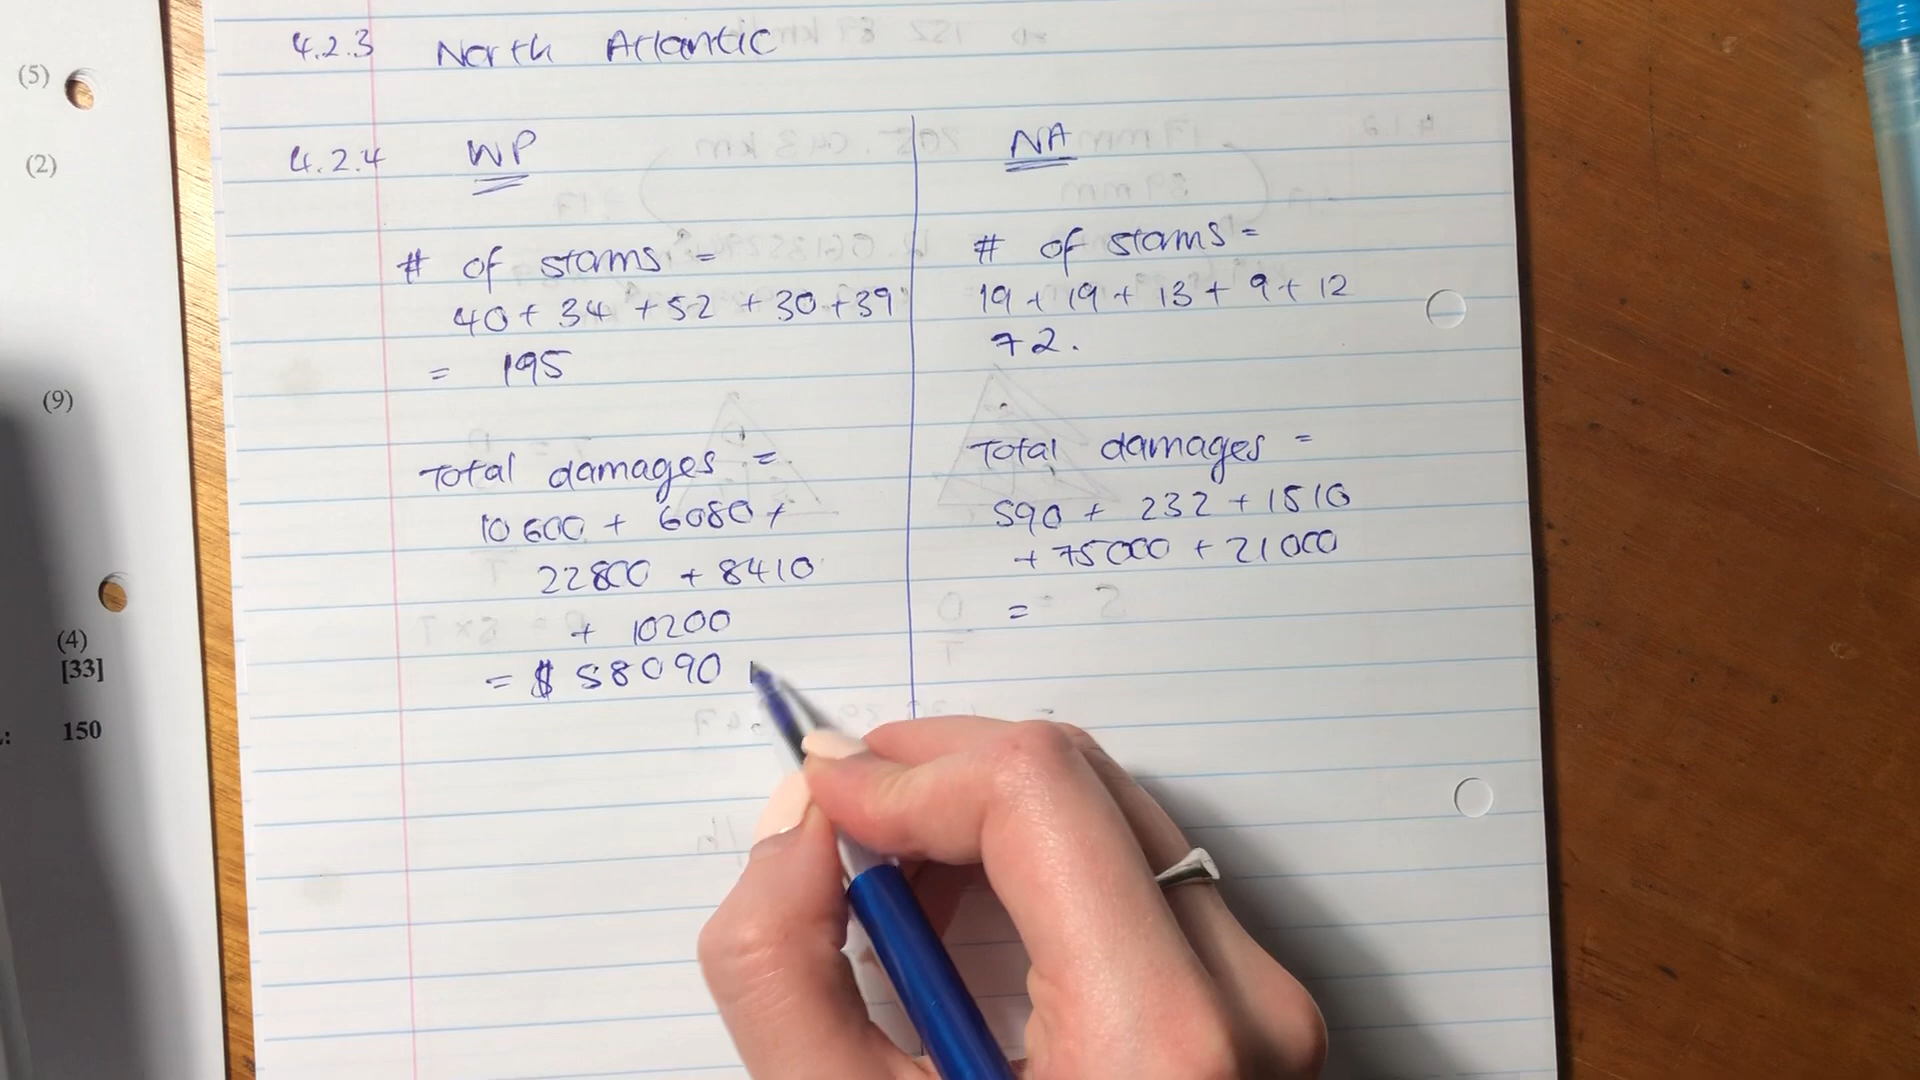 (5)
(2)
(9)
(4)
[33]
150
4.2.3 North Atlantic
4.2.4 WP
# of storms =
40 + 34 + 52 + 30 + 39
= 195
Total damages =
10 600 + 6080 +
22800 + 8410
+ 10200
= $ 58090
NA
# of storms =
19 + 19 + 13 + 9 + 12
72.
Total damages =
590 + 232 + 1510
+ 75000 + 21000
=